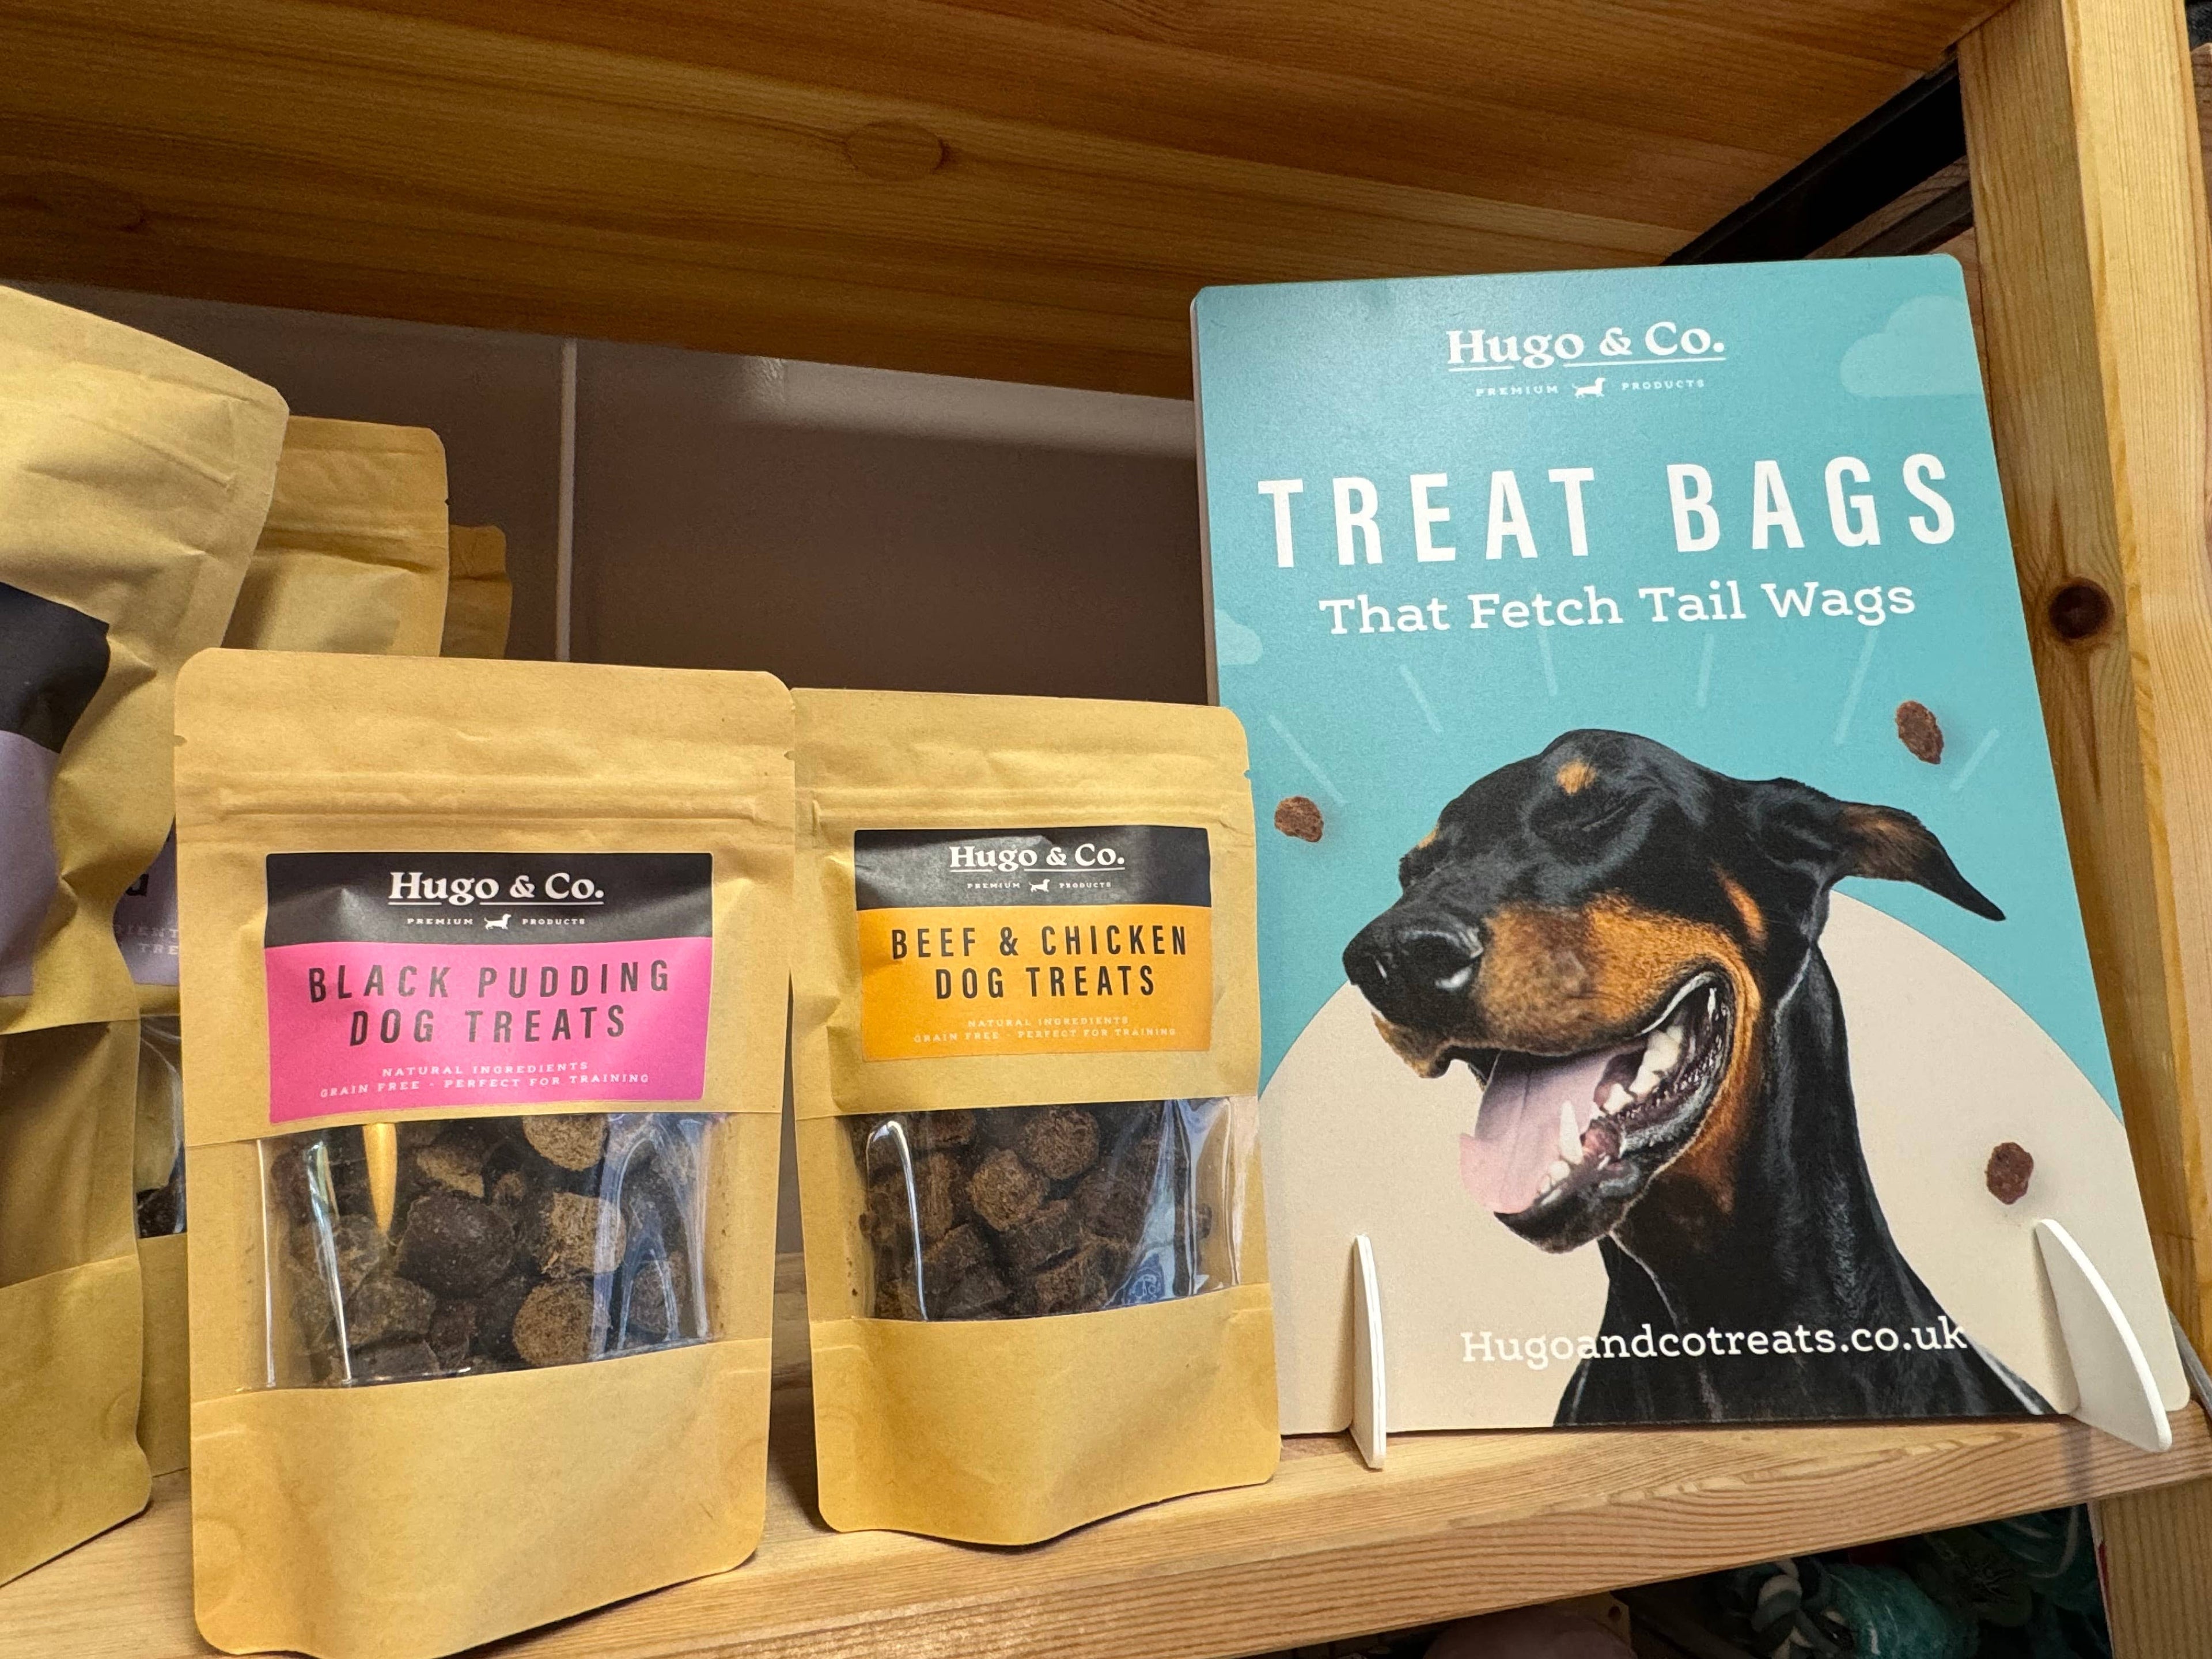 Hugo & Co.
PREMIUM PRODUCTS
TREAT BAGS
That Fetch Tail Wags
Hugoandcotreats.co.uk
Hugo & Co.
PREMIUM PRODUCTS
BLACK PUDDING
DOG TREATS
NATURAL INGREDIENTS
GRAIN FREE · PERFECT FOR TRAINING
Hugo & Co.
PREMIUM PRODUCTS
BEEF & CHICKEN
DOG TREATS
NATURAL INGREDIENTS
GRAIN FREE · PERFECT FOR TRAINING